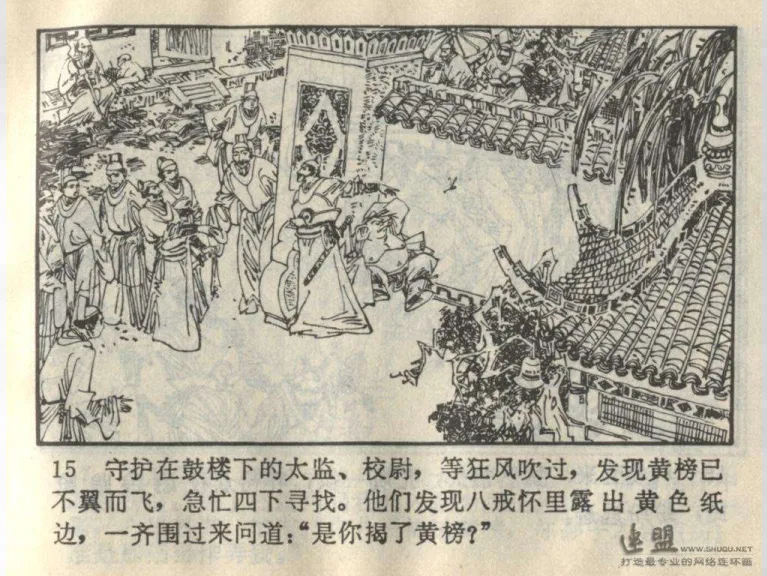 15 守护在鼓楼下的太监、校尉，等狂风吹过，发现黄榜已
不翼而飞，急忙四下寻找。他们发现八戒怀里露出黄色纸
边，一齐围过来问道：“是你揭了黄榜？”
连盟 WWW.SHUQU.NET
打造最专业的网络连环画